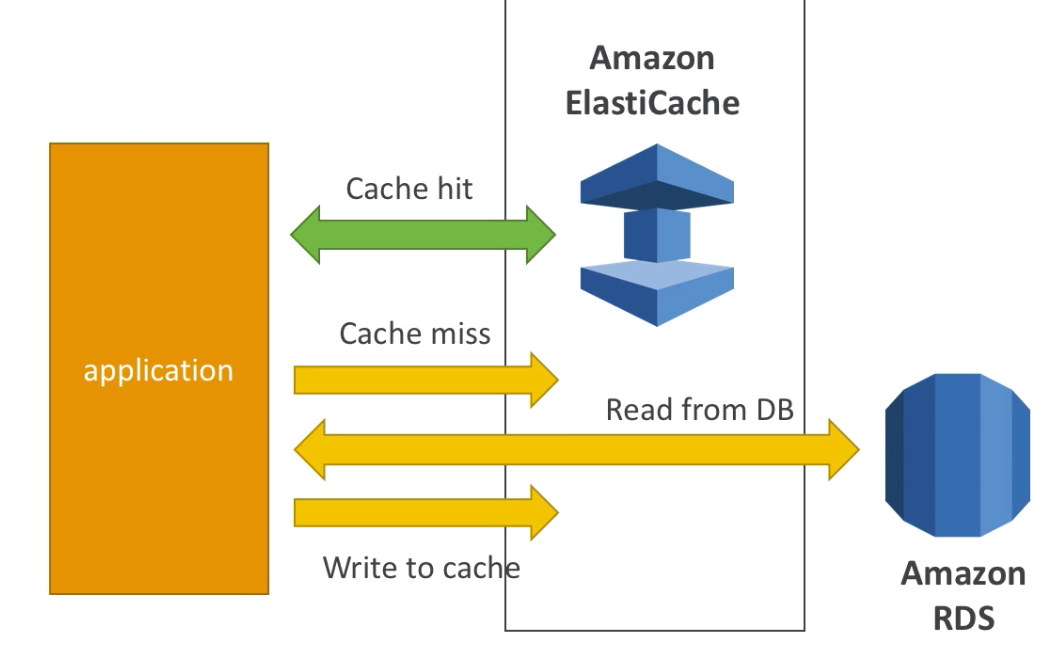 Amazon
ElastiCache
Cache hit
Cache miss
application
Read from DB
Write to cache
Amazon
RDS